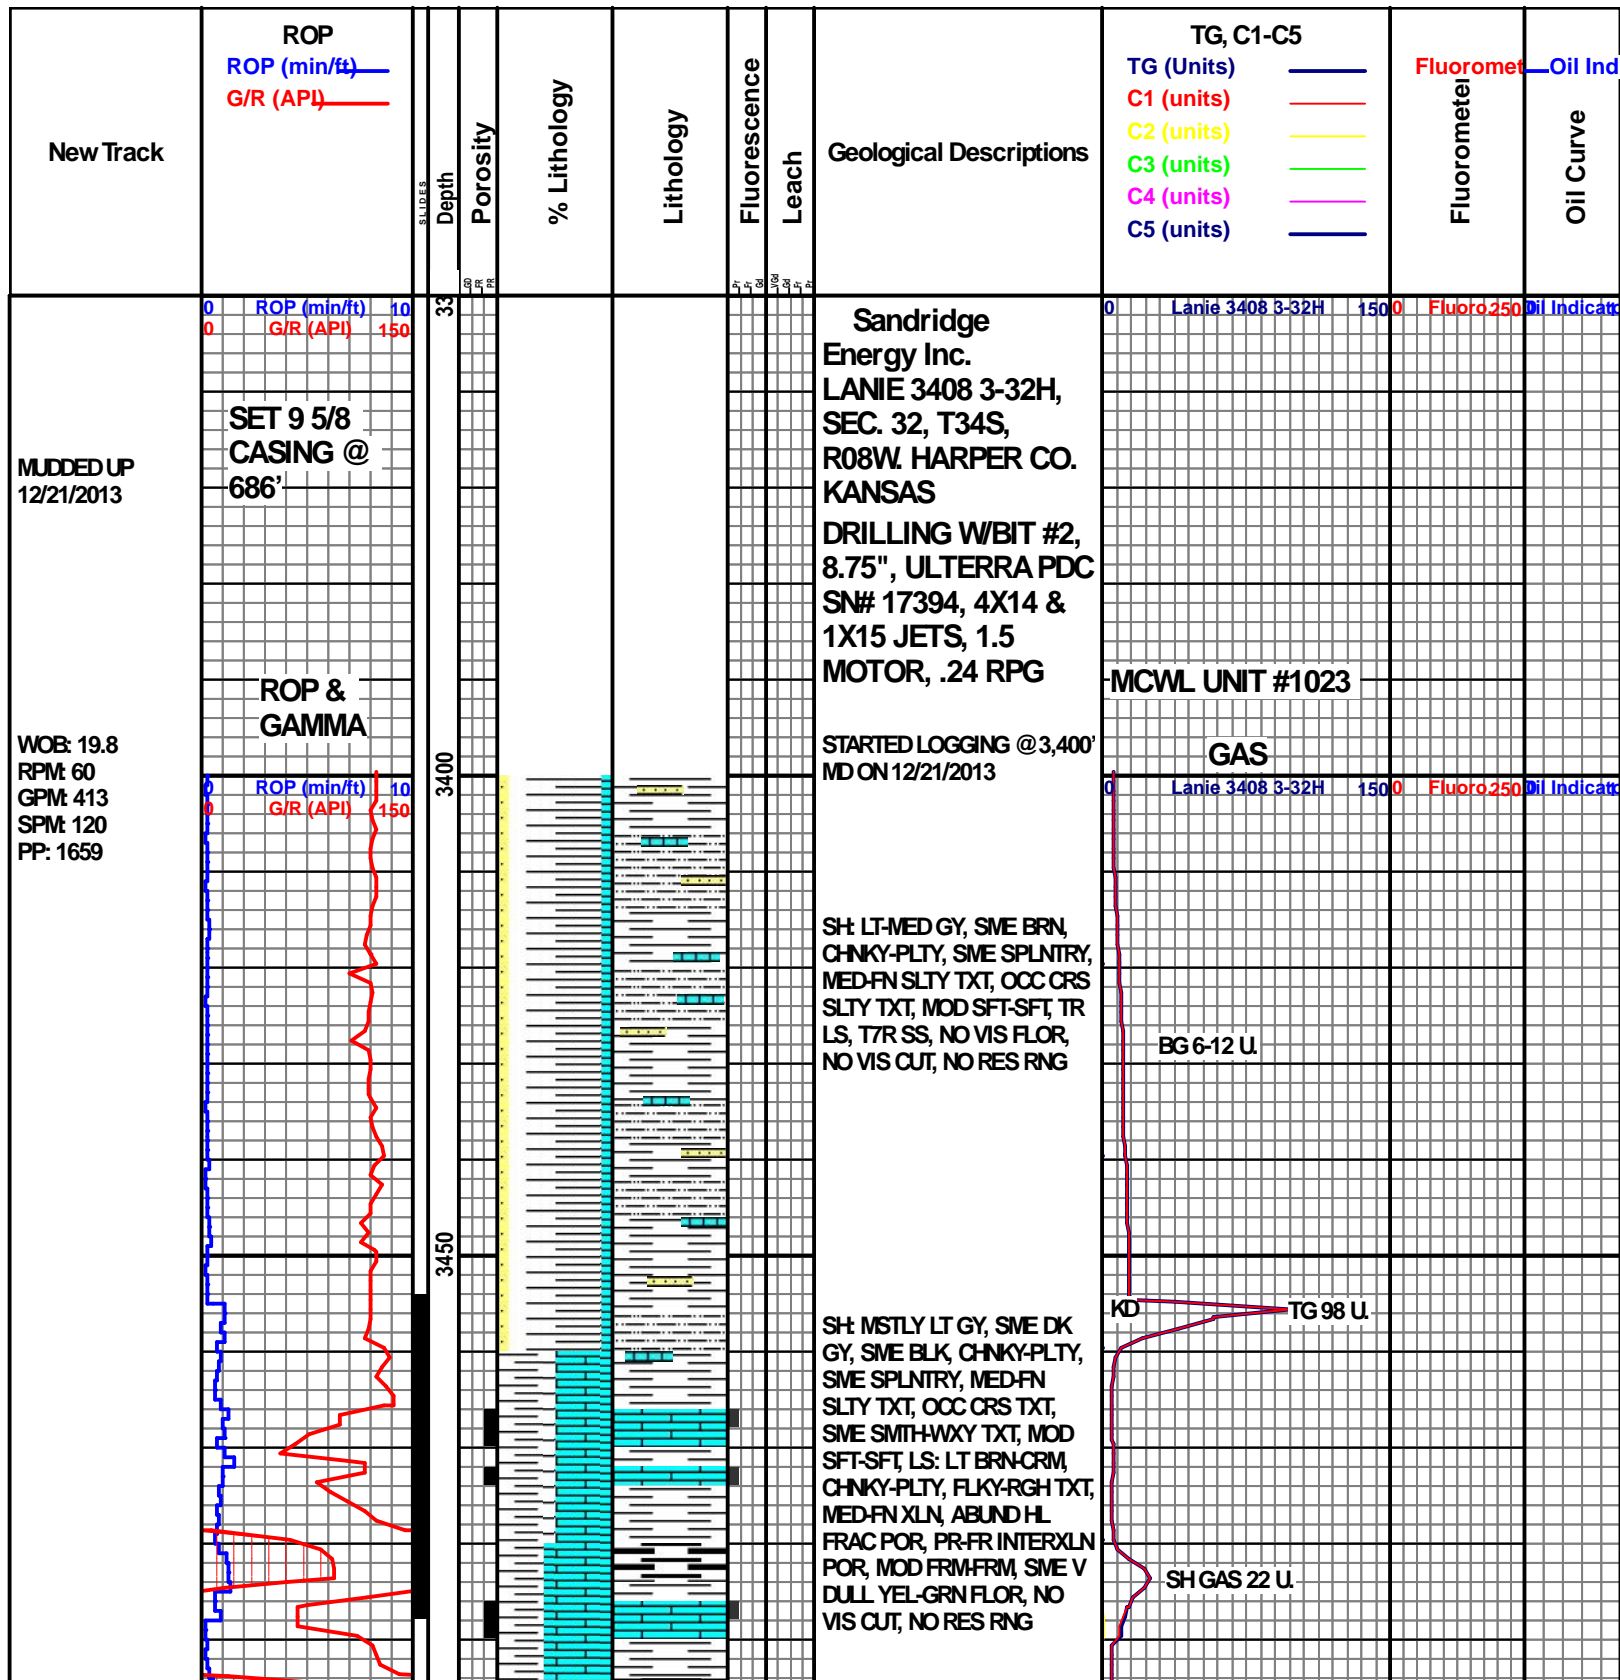 New Track
ROP
ROP (min/ft)
G/R (API)
SLIDES
Depth
Porosity
GD
FR
PR
% Lithology
Lithology
Fluorescence
Pr
Fr
Gd
Leach
VGd
Gd
Fr
Pr
Geological Descriptions
TG, C1-C5
TG (Units)
C1 (units)
C2 (units)
C3 (units)
C4 (units)
C5 (units)
Fluoromet
Fluorometer
Oil Ind
Oil Curve
0 ROP (min/ft) 10
0 G/R (API) 150
33
0 Lanie 3408 3-32H 150
0 Fluoro. 250
Oil Indicato
SET 9 5/8
CASING @
686'
MUDDED UP
12/21/2013
Sandridge
Energy Inc.
LANIE 3408 3-32H,
SEC. 32, T34S,
R08W. HARPER CO.
KANSAS
DRILLING W/BIT #2,
8.75", ULTERRA PDC
SN# 17394, 4X14 &
1X15 JETS, 1.5
MOTOR, .24 RPG
ROP &
GAMMA
MCWL UNIT #1023
GAS
WOB: 19.8
RPM: 60
GPM: 413
SPM: 120
PP: 1659
STARTED LOGGING @ 3,400'
MD ON 12/21/2013
3400
0 ROP (min/ft) 10
0 G/R (API) 150
0 Lanie 3408 3-32H 150
0 Fluoro. 250
Oil Indicato
SH: LT-MED GY, SME BRN,
CHNKY-PLTY, SME SPLNTRY,
MED-FN SLTY TXT, OCC CRS
SLTY TXT, MOD SFT-SFT, TR
LS, T7R SS, NO VIS FLOR,
NO VIS CUT, NO RES RNG
BG 6-12 U.
3450
KD
TG 98 U.
SH: MSTLY LT GY, SME DK
GY, SME BLK, CHNKY-PLTY,
SME SPLNTRY, MED-FN
SLTY TXT, OCC CRS TXT,
SME SMTH-WXY TXT, MOD
SFT-SFT, LS: LT BRN-CRM,
CHNKY-PLTY, FLKY-RGH TXT,
MED-FN XLN, ABUND HL
FRAC POR, PR-FR INTERXLN
POR, MOD FRM-FRM, SME V
DULL YEL-GRN FLOR, NO
VIS CUT, NO RES RNG
SH GAS 22 U.